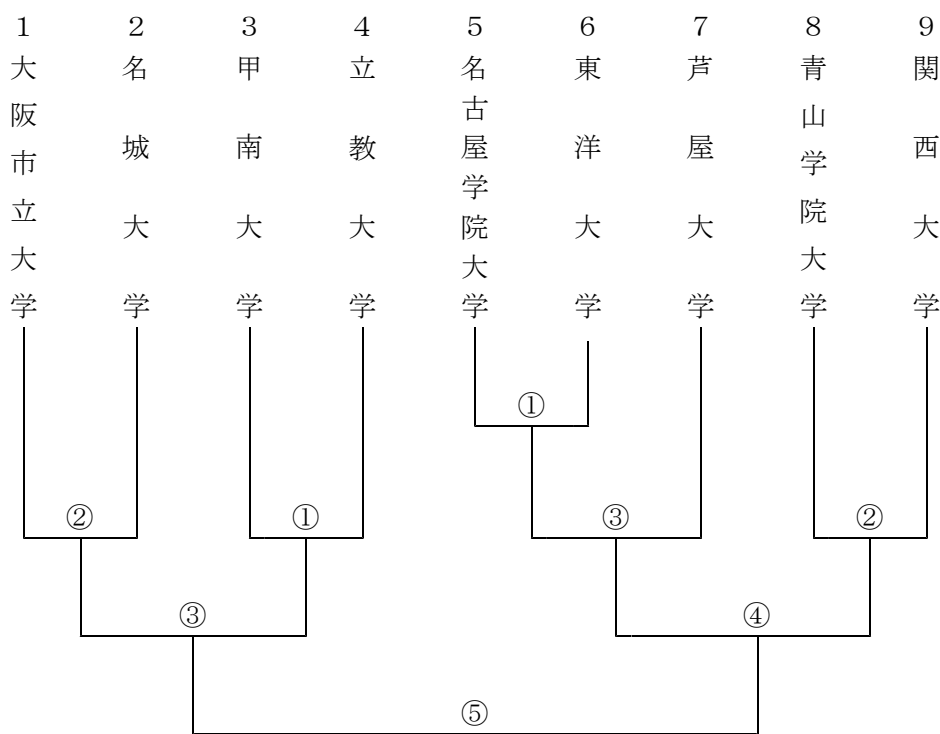 1 2 3 4 5 6 7 8 9
大阪市立大学
名城大学
甲南大学
立教大学
名古屋学院大学
東洋大学
芦屋大学
青山学院大学
関西大学
①
② ① ③ ②
③ ④
⑤